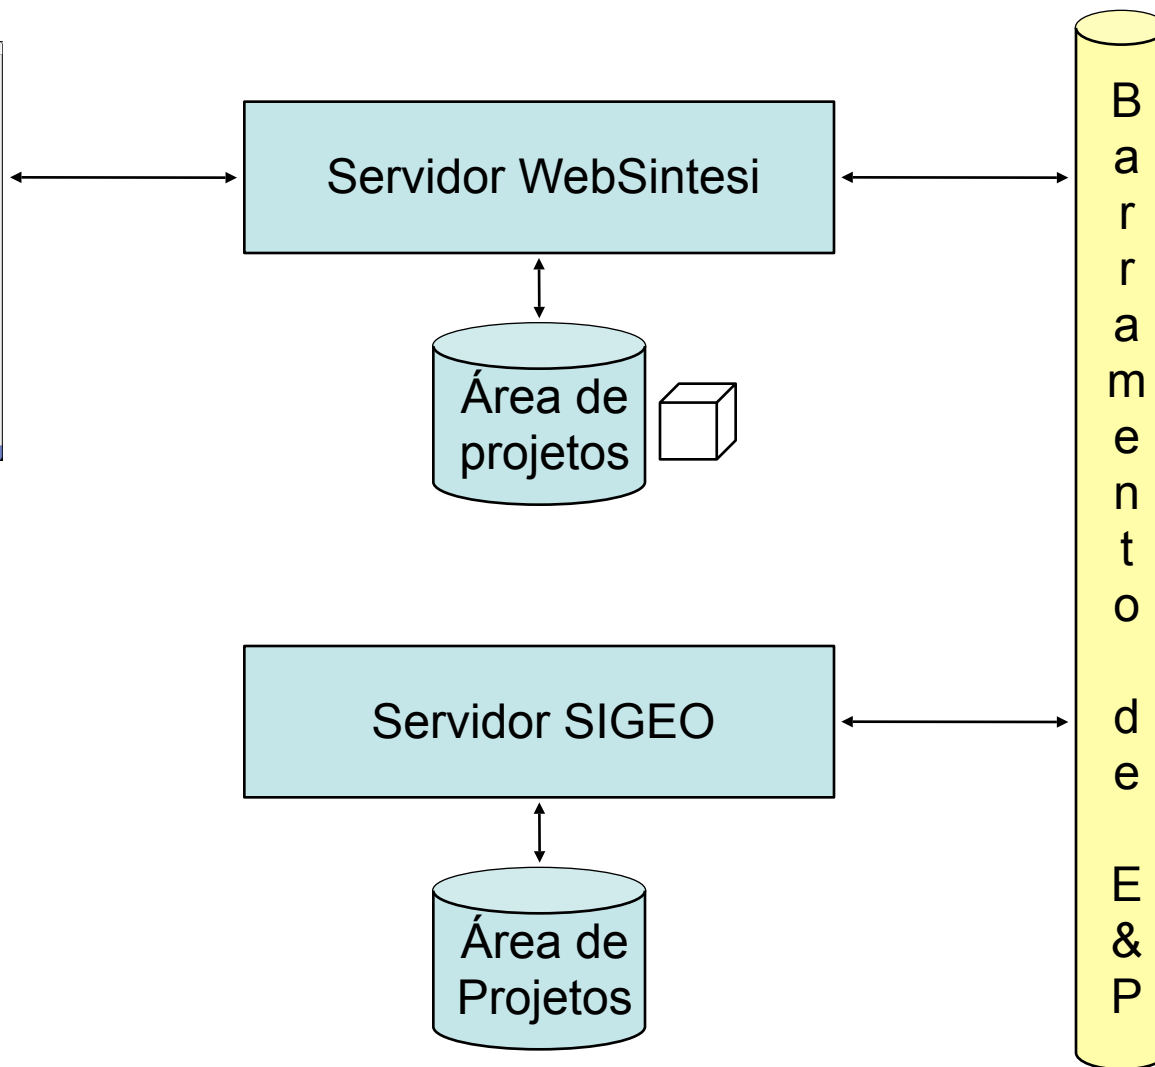 Servidor WebSintesi
Área de
projetos
Servidor SIGEO
Área de
Projetos
B
a
r
r
a
m
e
n
t
o
d
e
E
&
P